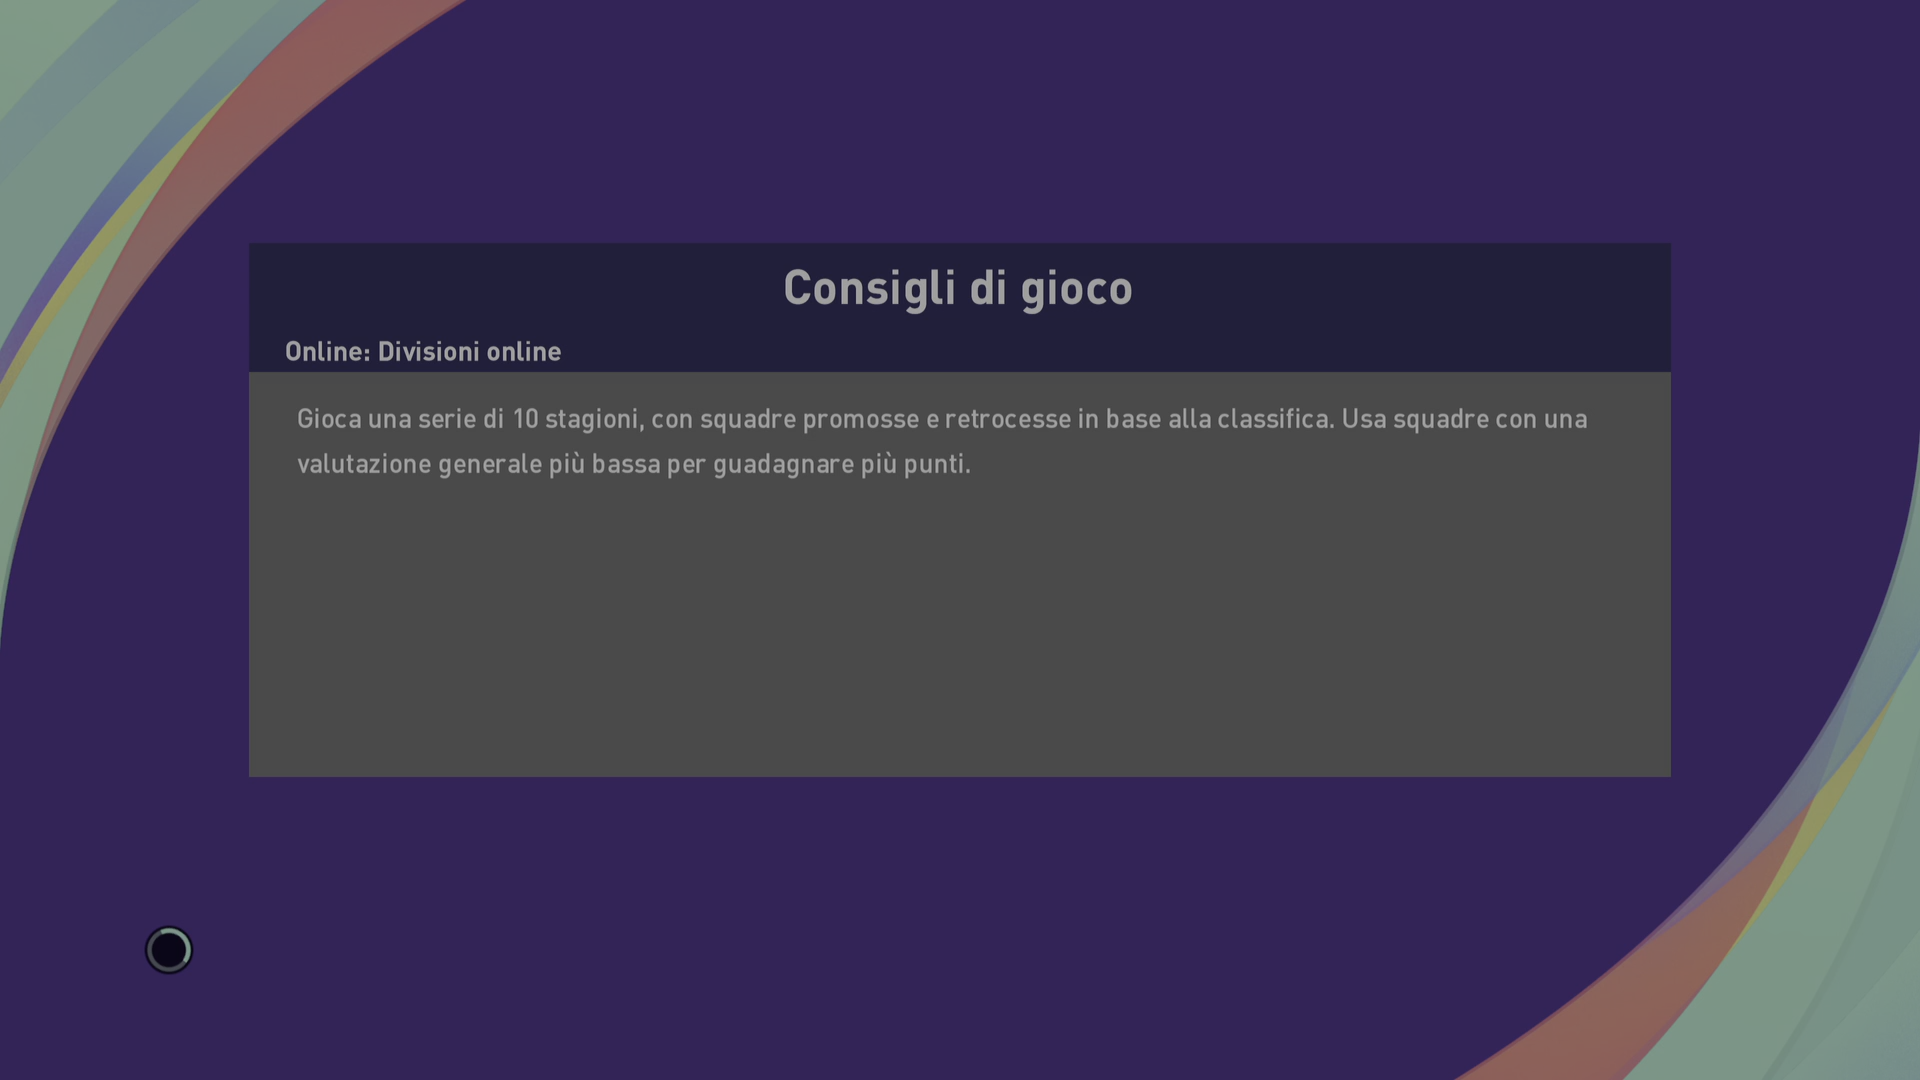 Consigli di gioco
Online: Divisioni online
Gioca una serie di 10 stagioni, con squadre promosse e retrocesse in base alla classifica. Usa squadre con una
valutazione generale più bassa per guadagnare più punti.